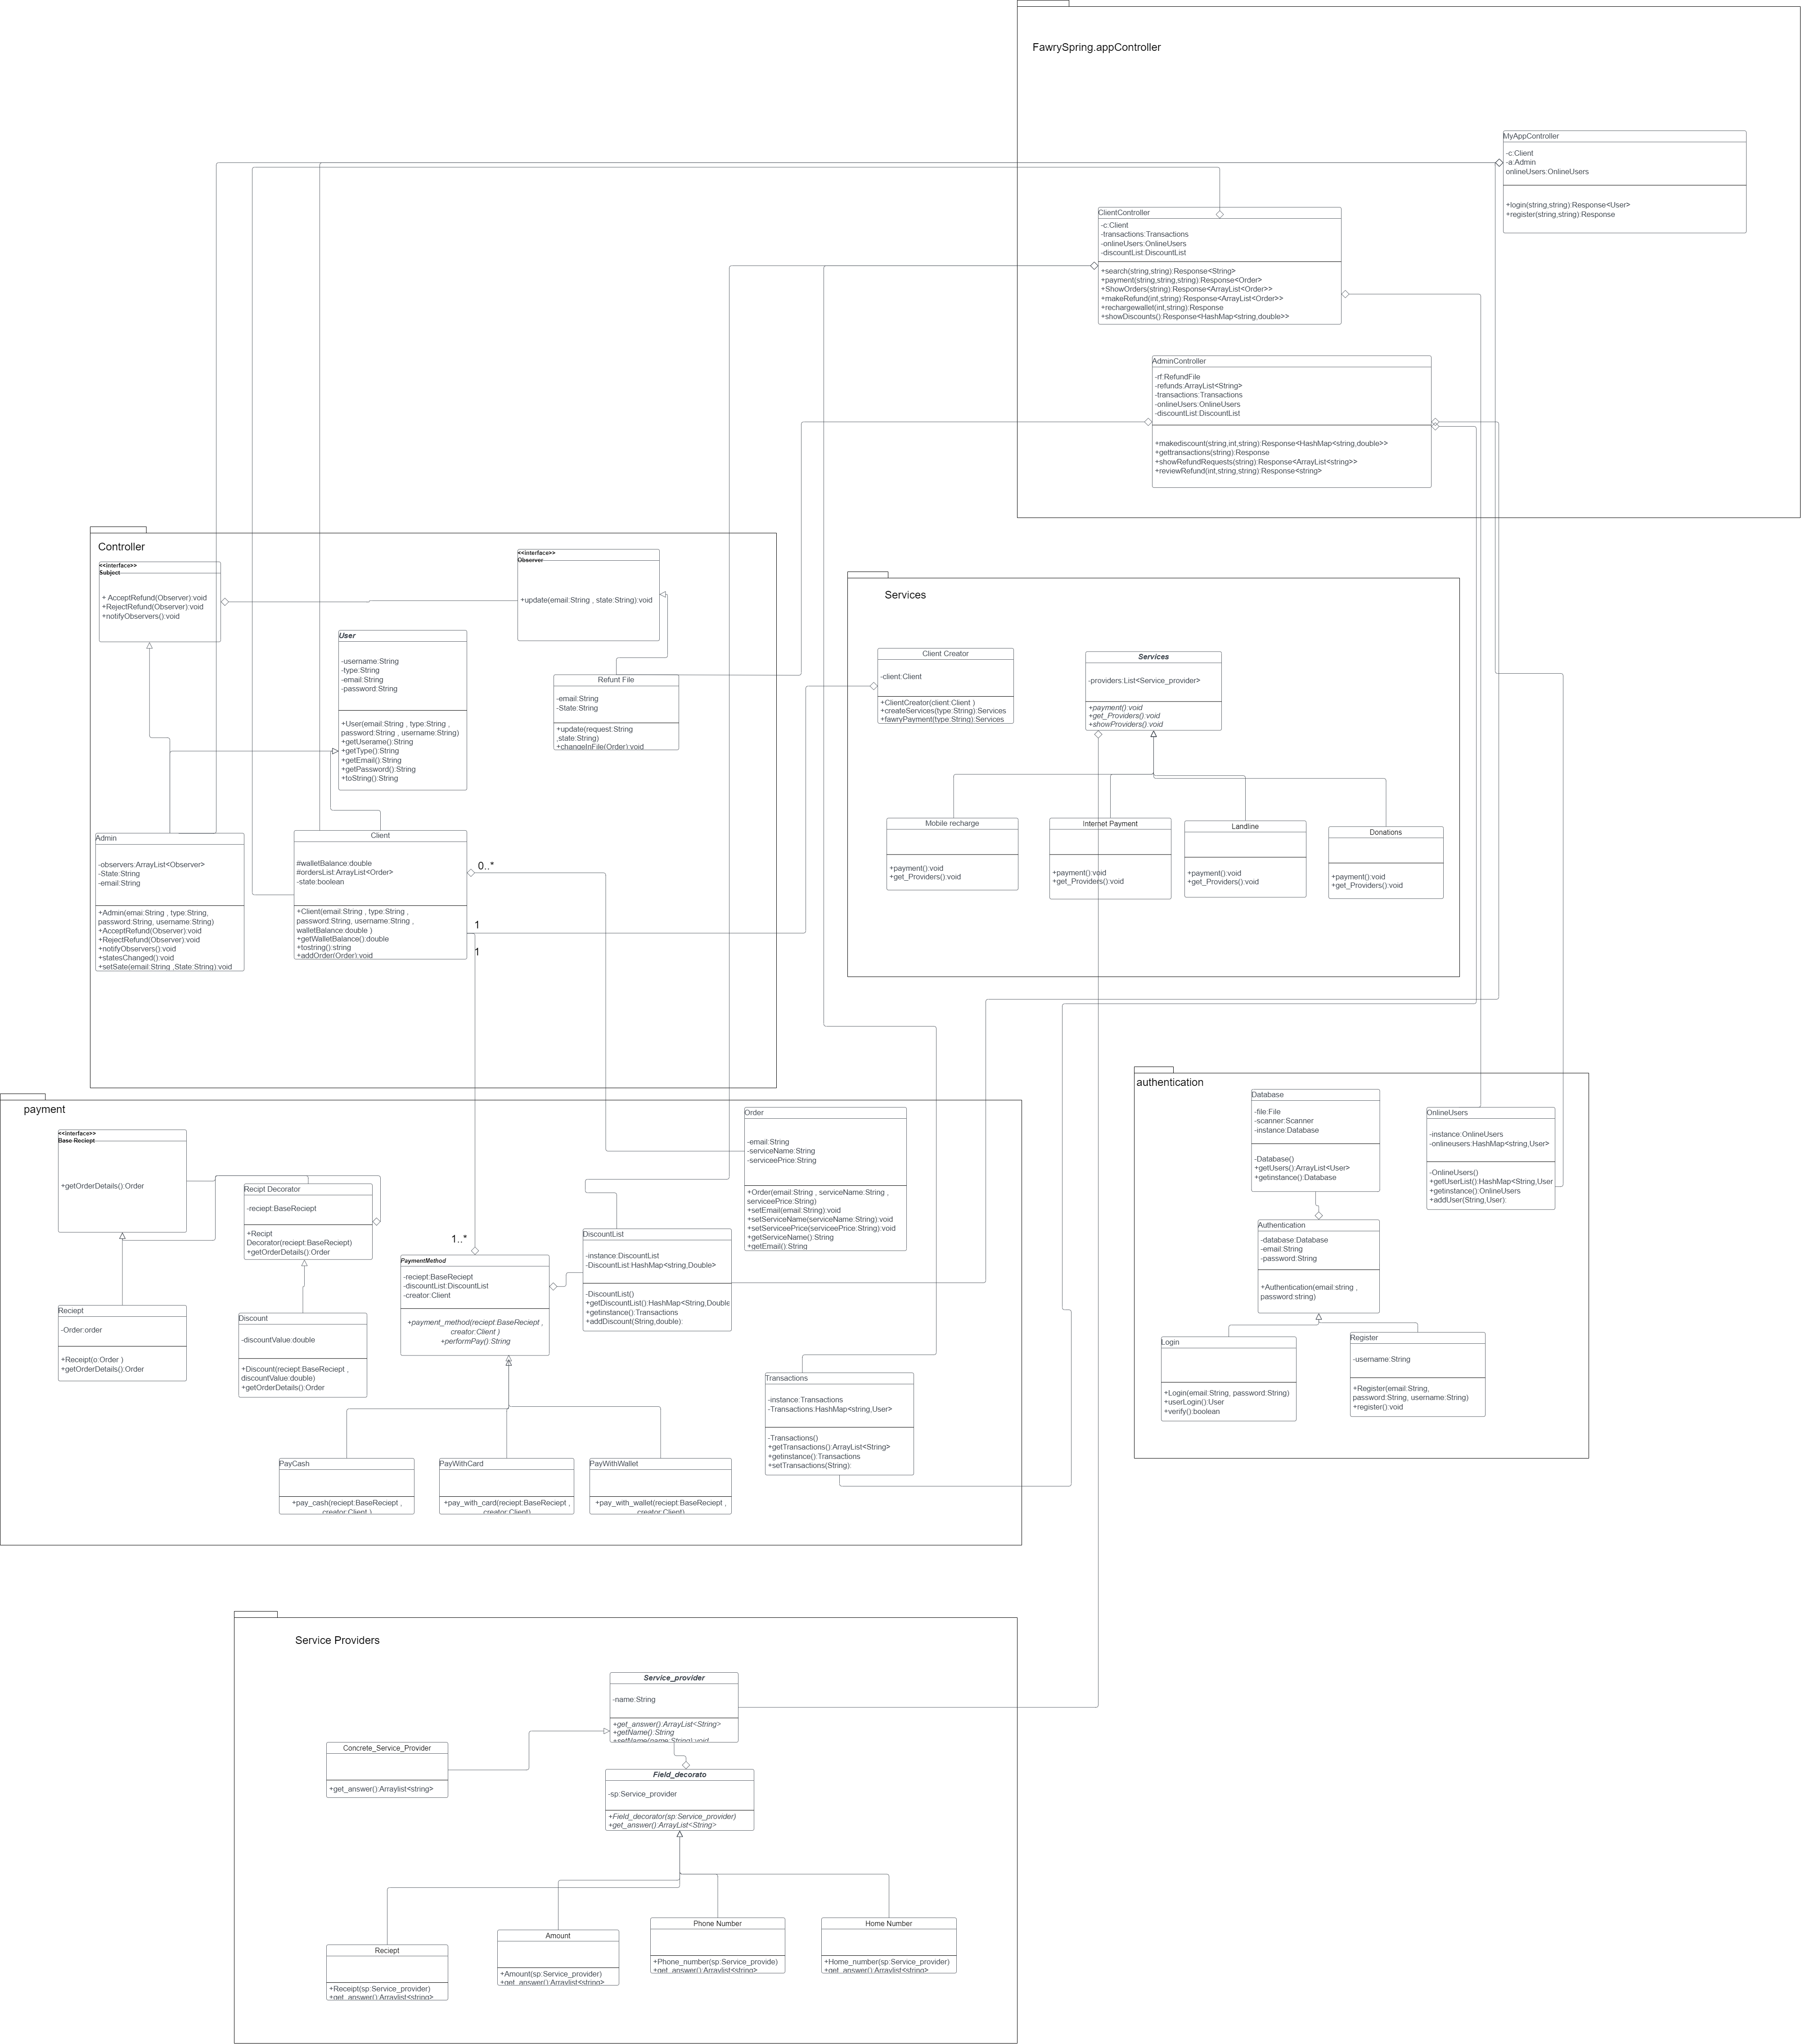 FawrySpring.appController
MyAppController
-c:Client
-a:Admin
onlineUsers:OnlineUsers
+login(string,string):Response<User>
+register(string,string):Response
ClientController
-c:Client
-transactions:Transactions
-onlineUsers:OnlineUsers
-discountList:DiscountList
+search(string,string):Response<String>
+payment(string,string,string):Response<Order>
+ShowOrders(string):Response<ArrayList<Order>>
+makeRefund(int,string):Response<ArrayList<Order>>
+rechargewallet(int,string):Response
+showDiscounts():Response<HashMap<string,double>>
AdminController
-rf:RefundFile
-refunds:ArrayList<String>
-transactions:Transactions
-onlineUsers:OnlineUsers
-discountList:DiscountList
+makediscount(string,int,string):Response<HashMap<string,double>>
+gettransactions(string):Response
+showRefundRequests(string):Response<ArrayList<string>>
+reviewRefund(int,string,string):Response<string>
Controller
<<interface>>
Subject
+ AcceptRefund(Observer):void
+RejectRefund(Observer):void
+notifyObservers():void
<<interface>>
Observer
+update(email:String , state:String):void
User
-username:String
-type:String
-email:String
-password:String
+User(email:String , type:String ,
password:String , username:String)
+getUserame():String
+getType():String
+getEmail():String
+getPassword():String
+toString():String
Refunt File
-email:String
-State:String
+update(request:String
,state:String)
+changeInFile(Order):void
Admin
-observers:ArrayList<Observer>
-State:String
-email:String
+Admin(emai:String , type:String,
password:String, username:String)
+AcceptRefund(Observer):void
+RejectRefund(Observer):void
+notifyObservers():void
+statesChanged():void
+setSate(email:String ,State:String):void
Client
#walletBalance:double
#ordersList:ArrayList<Order>
-state:boolean
+Client(email:String , type:String ,
password:String, username:String ,
walletBalance:double )
+getWalletBalance():double
+tostring():string
+addOrder(Order):void
0..*
1
1
Services
Client Creator
-client:Client
+ClientCreator(client:Client )
+createServices(type:String):Services
+fawryPayment(type:String):Services
Services
-providers:List<Service_provider>
+payment():void
+get_Providers():void
+showProviders():void
Mobile recharge
+payment():void
+get_Providers():void
Internet Payment
+payment():void
+get_Providers():void
Landline
+payment():void
+get_Providers():void
Donations
+payment():void
+get_Providers():void
authentication
Database
-file:File
-scanner:Scanner
-instance:Database
-Database()
+getUsers():ArrayList<User>
+getinstance():Database
OnlineUsers
-instance:OnlineUsers
-onlineusers:HashMap<string,User>
-OnlineUsers()
+getUserList():HashMap<string,User
+getinstance():OnlineUsers
+addUser(String,User):
Authentication
-database:Database
-email:String
-password:String
+Authentication(email:string ,
password:string)
Login
+Login(email:String, password:String)
+userLogin():User
+verify():boolean
Register
-username:String
+Register(email:String,
password:String, username:String)
+register():void
payment
<<interface>>
Base Reciept
+getOrderDetails():Order
Recipt Decorator
-reciept:BaseReciept
+Recipt
Decorator(reciept:BaseReciept)
+getOrderDetails():Order
Reciept
-Order:order
+Receipt(o:Order )
+getOrderDetails():Order
Discount
-discountValue:double
+Discount(reciept:BaseReciept ,
discountValue:double)
+getOrderDetails():Order
1..*
PaymentMethod
-reciept:BaseReciept
-discountList:DiscountList
-creator:Client
+payment_method(reciept:BaseReciept ,
creator:Client )
+performPay():String
DiscountList
-instance:DiscountList
-DiscountList:HashMap<string,Double>
-DiscountList()
+getDiscountList():HashMap<String,Double
+getinstance():Transactions
+addDiscount(String,double):
Order
-email:String
-serviceName:String
-serviceePrice:String
+Order(email:String , serviceName:String ,
serviceePrice:String)
+setEmail(email:String):void
+setServiceName(serviceName:String):void
+setServiceePrice(serviceePrice:String):void
+getServiceName():String
+getEmail():String
Transactions
-instance:Transactions
-Transactions:HashMap<string,User>
-Transactions()
+getTransactions():ArrayList<String>
+getinstance():Transactions
+setTransactions(String):
PayCash
+pay_cash(reciept:BaseReciept ,
creator:Client )
PayWithCard
+pay_with_card(reciept:BaseReciept ,
creator:Client)
PayWithWallet
+pay_with_wallet(reciept:BaseReciept ,
creator:Client)
Service Providers
Service_provider
-name:String
+get_answer():ArrayList<String>
+getName():String
+setName(name:String):void
Concrete_Service_Provider
+get_answer():Arraylist<string>
Field_decorato
-sp:Service_provider
+Field_decorator(sp:Service_provider)
+get_answer():ArrayList<String>
Reciept
+Receipt(sp:Service_provider)
+get_answer():Arraylist<string>
Amount
+Amount(sp:Service_provider)
+get_answer():Arraylist<string>
Phone Number
+Phone_number(sp:Service_provide)
+get_answer():Arraylist<string>
Home Number
+Home_number(sp:Service_provider)
+get_answer():Arraylist<string>